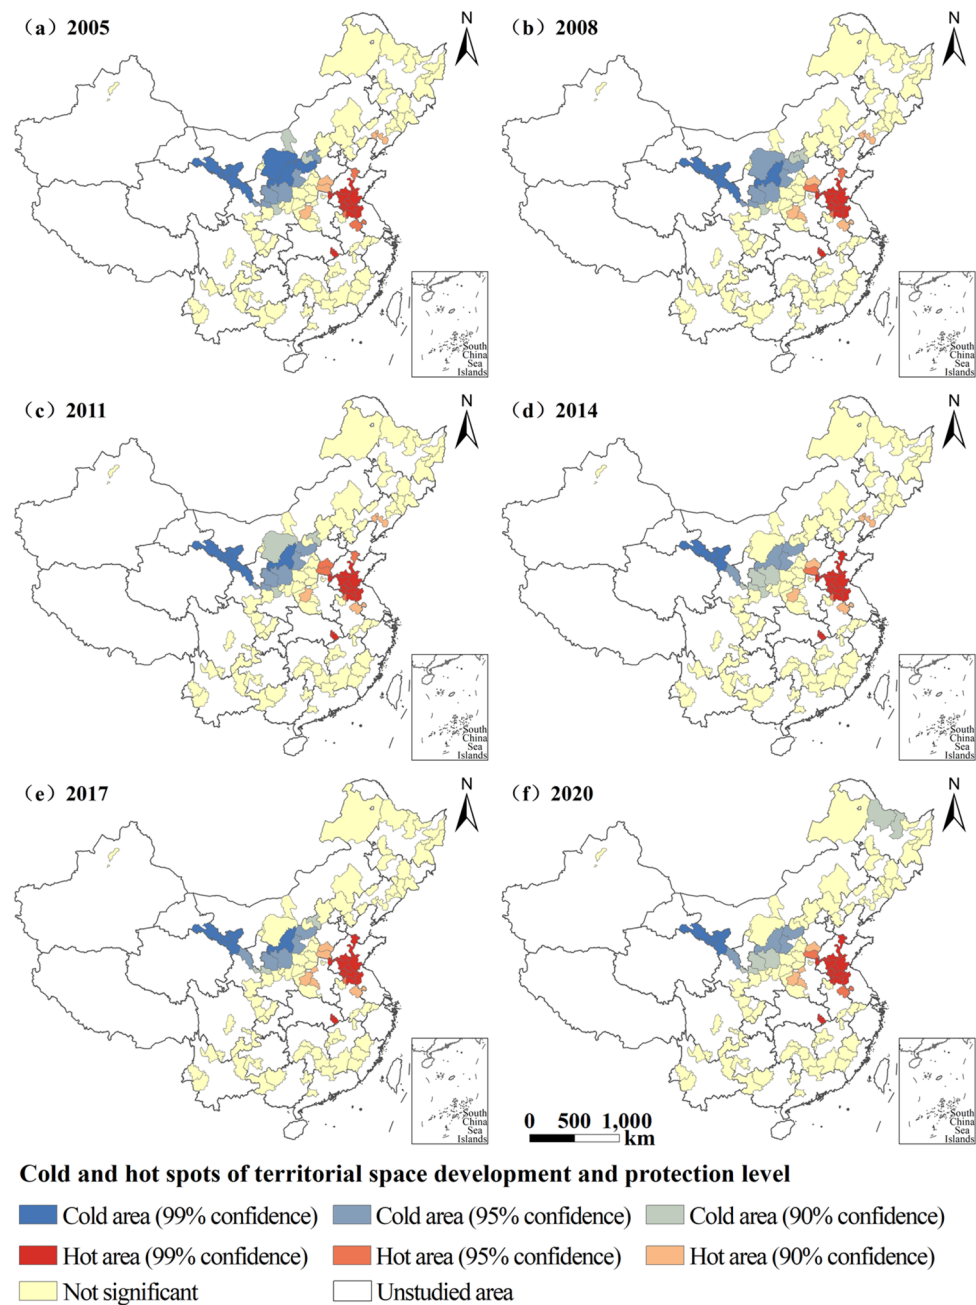 (a) 2005
N
(b) 2008
N
South
China
Sea
Islands
South
China
Sea
Islands
(c) 2011
N
(d) 2014
N
South
China
Sea
Islands
South
China
Sea
Islands
(e) 2017
N
(f) 2020
N
South
China
Sea
Islands
South
China
Sea
Islands
0 500 1,000
km
Cold and hot spots of territorial space development and protection level
Cold area (99% confidence) Cold area (95% confidence) Cold area (90% confidence)
Hot area (99% confidence) Hot area (95% confidence) Hot area (90% confidence)
Not significant Unstudied area